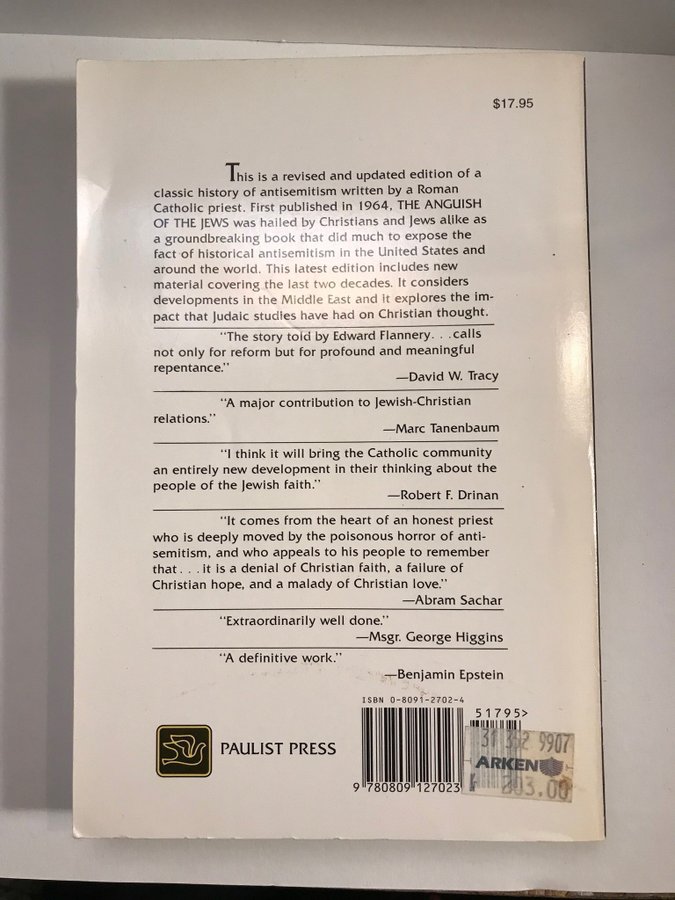 $17.95
This is a revised and updated edition of a
classic history of antisemitism written by a Roman
Catholic priest. First published in 1964, THE ANGUISH
OF THE JEWS was hailed by Christians and Jews alike as
a groundbreaking book that did much to expose the
fact of historical antisemitism in the United States and
around the world. This latest edition includes new
material covering the last two decades. It considers
developments in the Middle East and it explores the im-
pact that Judaic studies have had on Christian thought.
"The story told by Edward Flannery. . .calls
not only for reform but for profound and meaningful
repentance."
—David W. Tracy
"A major contribution to Jewish-Christian
relations."
—Marc Tanenbaum
"I think it will bring the Catholic community
an entirely new development in their thinking about the
people of the Jewish faith."
—Robert F. Drinan
"It comes from the heart of an honest priest
who is deeply moved by the poisonous horror of anti-
semitism, and who appeals to his people to remember
that. . .it is a denial of Christian faith, a failure of
Christian hope, and a malady of Christian love."
—Abram Sachar
"Extraordinarily well done."
—Msgr. George Higgins
"A definitive work."
—Benjamin Epstein
ISBN 0-8091-2702-4
51795>
PAULIST PRESS
9 780809 127023
9907
ARKEN